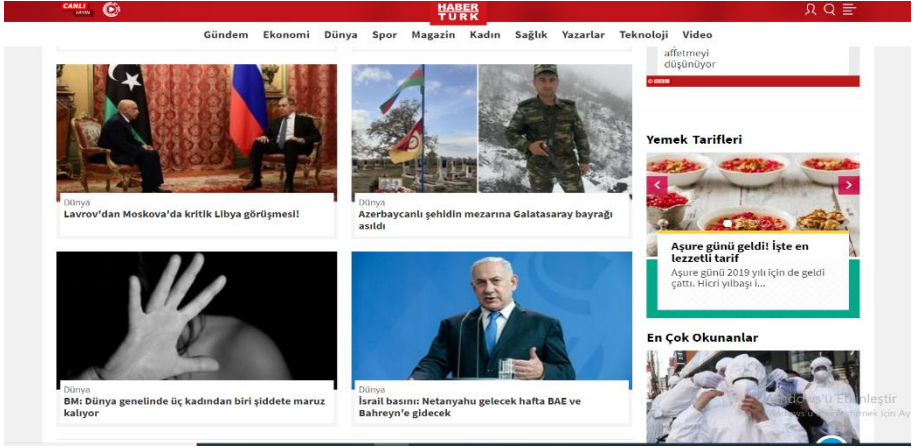 CANLI
YAYIN
HABER
TURK
Gündem Ekonomi Dünya Spor Magazin Kadın Sağlık Yazarlar Teknoloji Video
affetmeyi
düşünüyor
Dünya
Lavrov'dan Moskova'da kritik Libya görüşmesi!
Dünya
Azerbaycanlı şehidin mezarına Galatasaray bayrağı
asıldı
Yemek Tarifleri
Aşure günü geldi! İşte en
lezzetli tarif
Aşure günü 2019 yılı için de geldi
çattı. Hicri yılbaşı i...
En Çok Okunanlar
Dünya
BM: Dünya genelinde üç kadından biri şiddete maruz
kalıyor
Dünya
İsrail basını: Netanyahu gelecek hafta BAE ve
Bahreyn'e gidecek